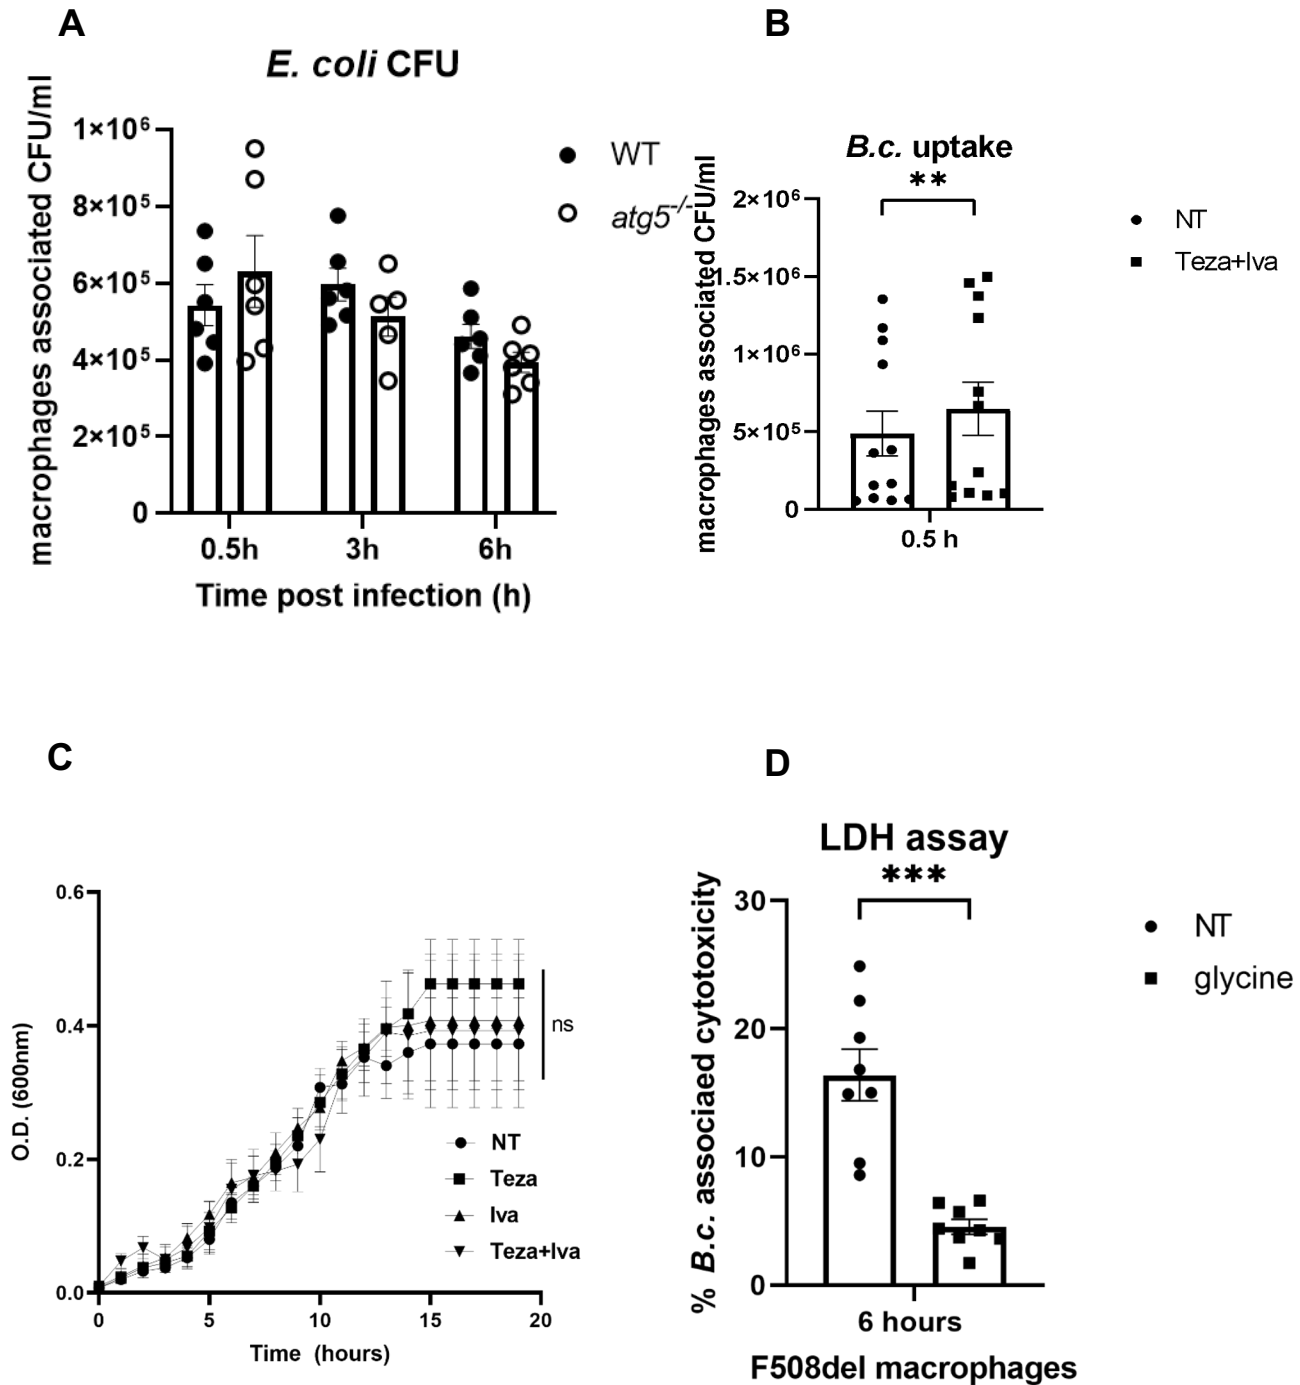 A
E. coli CFU
macrophages associated CFU/ml
1×10⁶
8×10⁵
6×10⁵
4×10⁵
2×10⁵
0
0.5h 3h 6h
Time post infection (h)
WT
atg5⁻/⁻
B
B.c. uptake
**
macrophages associated CFU/ml
2×10⁶
1.5×10⁶
1×10⁶
5×10⁵
0
0.5 h
NT
Teza+Iva
C
O.D. (600nm)
0.6
0.4
0.2
0.0
0 5 10 15 20
Time (hours)
ns
NT
Teza
Iva
Teza+Iva
D
LDH assay
***
% B.c. associaed cytotoxicity
30
20
10
0
6 hours
F508del macrophages
NT
glycine